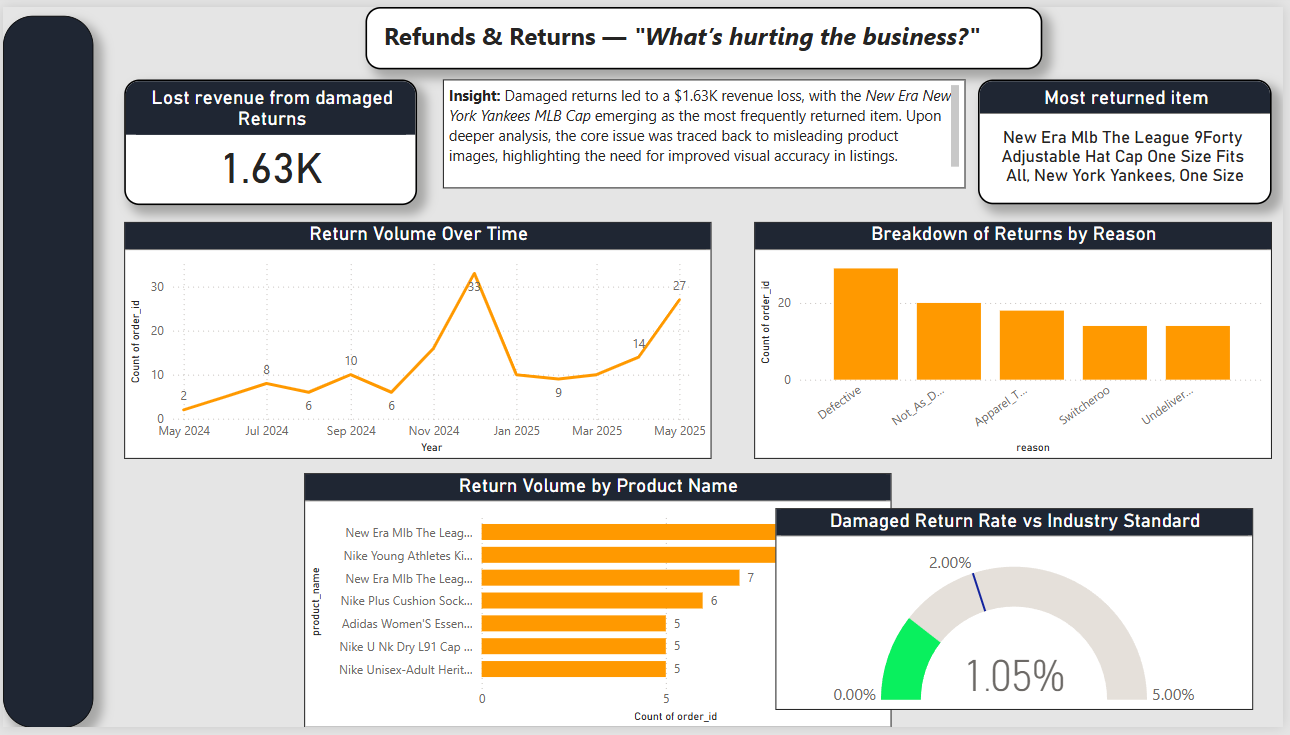 Refunds & Returns — "What's hurting the business?"
Lost revenue from damaged
Returns
1.63K
Insight: Damaged returns led to a $1.63K revenue loss, with the New Era New
York Yankees MLB Cap emerging as the most frequently returned item. Upon
deeper analysis, the core issue was traced back to misleading product
images, highlighting the need for improved visual accuracy in listings.
Most returned item
New Era Mlb The League 9Forty
Adjustable Hat Cap One Size Fits
All, New York Yankees, One Size
Return Volume Over Time
Count of order_id
30
20
10
0
2
8
6
10
6
33
9
14
27
May 2024
Jul 2024
Sep 2024
Nov 2024
Jan 2025
Mar 2025
May 2025
Year
Breakdown of Returns by Reason
Count of order_id
20
0
Defective
Not_As_D...
Apparel_T...
Switcheroo
Undeliver...
reason
Return Volume by Product Name
product_name
New Era Mlb The Leag...
Nike Young Athletes Ki...
New Era Mlb The Leag...
7
Nike Plus Cushion Sock...
6
Adidas Women'S Essen...
5
Nike U Nk Dry L91 Cap ...
5
Nike Unisex-Adult Herit...
5
0
5
Count of order_id
Damaged Return Rate vs Industry Standard
2.00%
0.00%
1.05%
5.00%